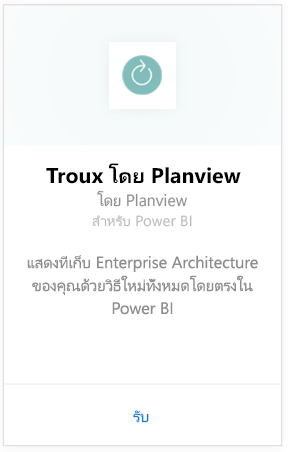 Troux โดย Planview
โดย Planview
สำหรับ Power BI
แสดงที่เก็บ Enterprise Architecture
ของคุณด้วยวิธีใหม่ทั้งหมดโดยตรงใน
Power BI
รับ